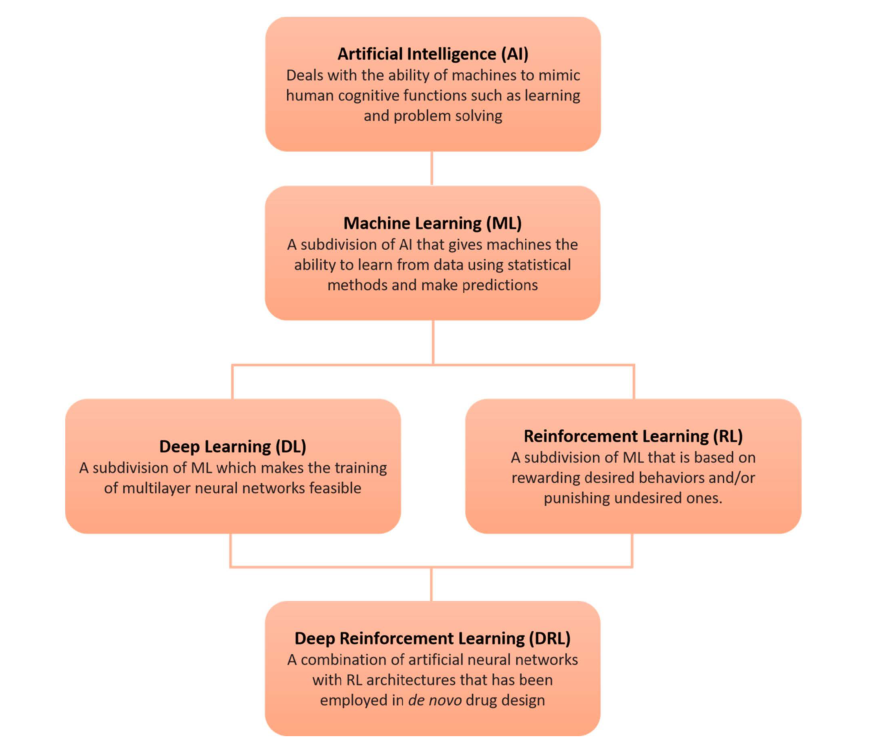 Artificial Intelligence (AI)
Deals with the ability of machines to mimic
human cognitive functions such as learning
and problem solving
Machine Learning (ML)
A subdivision of AI that gives machines the
ability to learn from data using statistical
methods and make predictions
Deep Learning (DL)
A subdivision of ML which makes the training
of multilayer neural networks feasible
Reinforcement Learning (RL)
A subdivision of ML that is based on
rewarding desired behaviors and/or
punishing undesired ones.
Deep Reinforcement Learning (DRL)
A combination of artificial neural networks
with RL architectures that has been
employed in de novo drug design